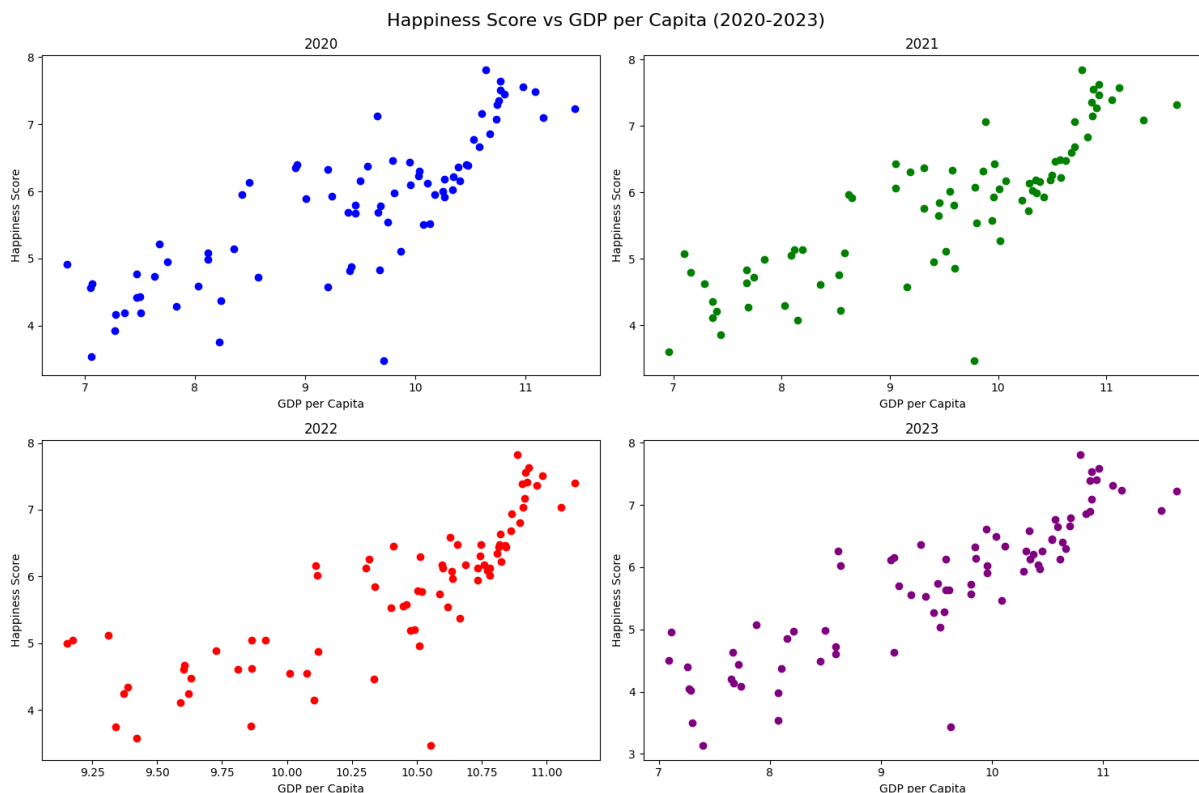 Happiness Score vs GDP per Capita (2020-2023)
2020
8
7
6
5
4
Happiness Score
7 8 9 10 11
GDP per Capita
2021
8
7
6
5
4
Happiness Score
7 8 9 10 11
GDP per Capita
2022
8
7
6
5
4
Happiness Score
9.25 9.50 9.75 10.00 10.25 10.50 10.75 11.00
GDP per Capita
2023
8
7
6
5
4
3
Happiness Score
7 8 9 10 11
GDP per Capita